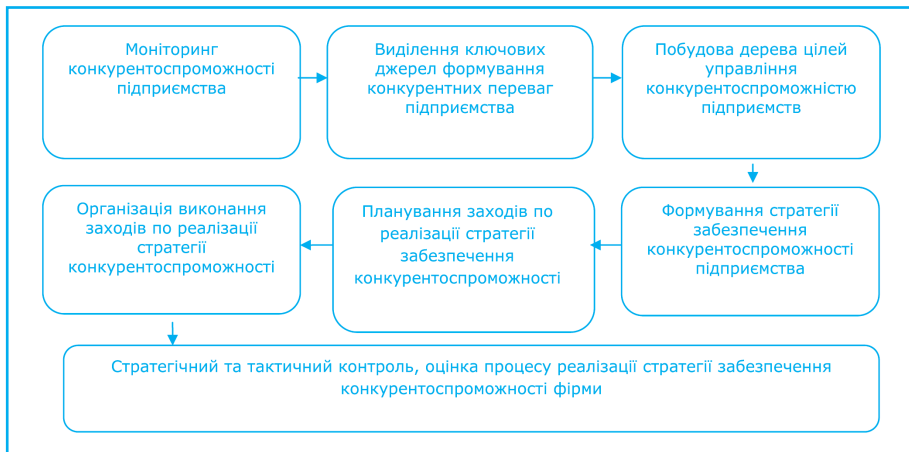 Моніторинг
конкурентоспроможності
підприємства
Виділення ключових
джерел формування
конкурентних переваг
підприємства
Побудова дерева цілей
управління
конкурентоспроможністю
підприємств
Формування стратегії
забезпечення
конкурентоспроможності
підприємства
Планування заходів по
реалізації стратегії
забезпечення
конкурентоспроможності
Організація виконання
заходів по реалізації
стратегії
конкурентоспроможності
Стратегічний та тактичний контроль, оцінка процесу реалізації стратегії забезпечення
конкурентоспроможності фірми